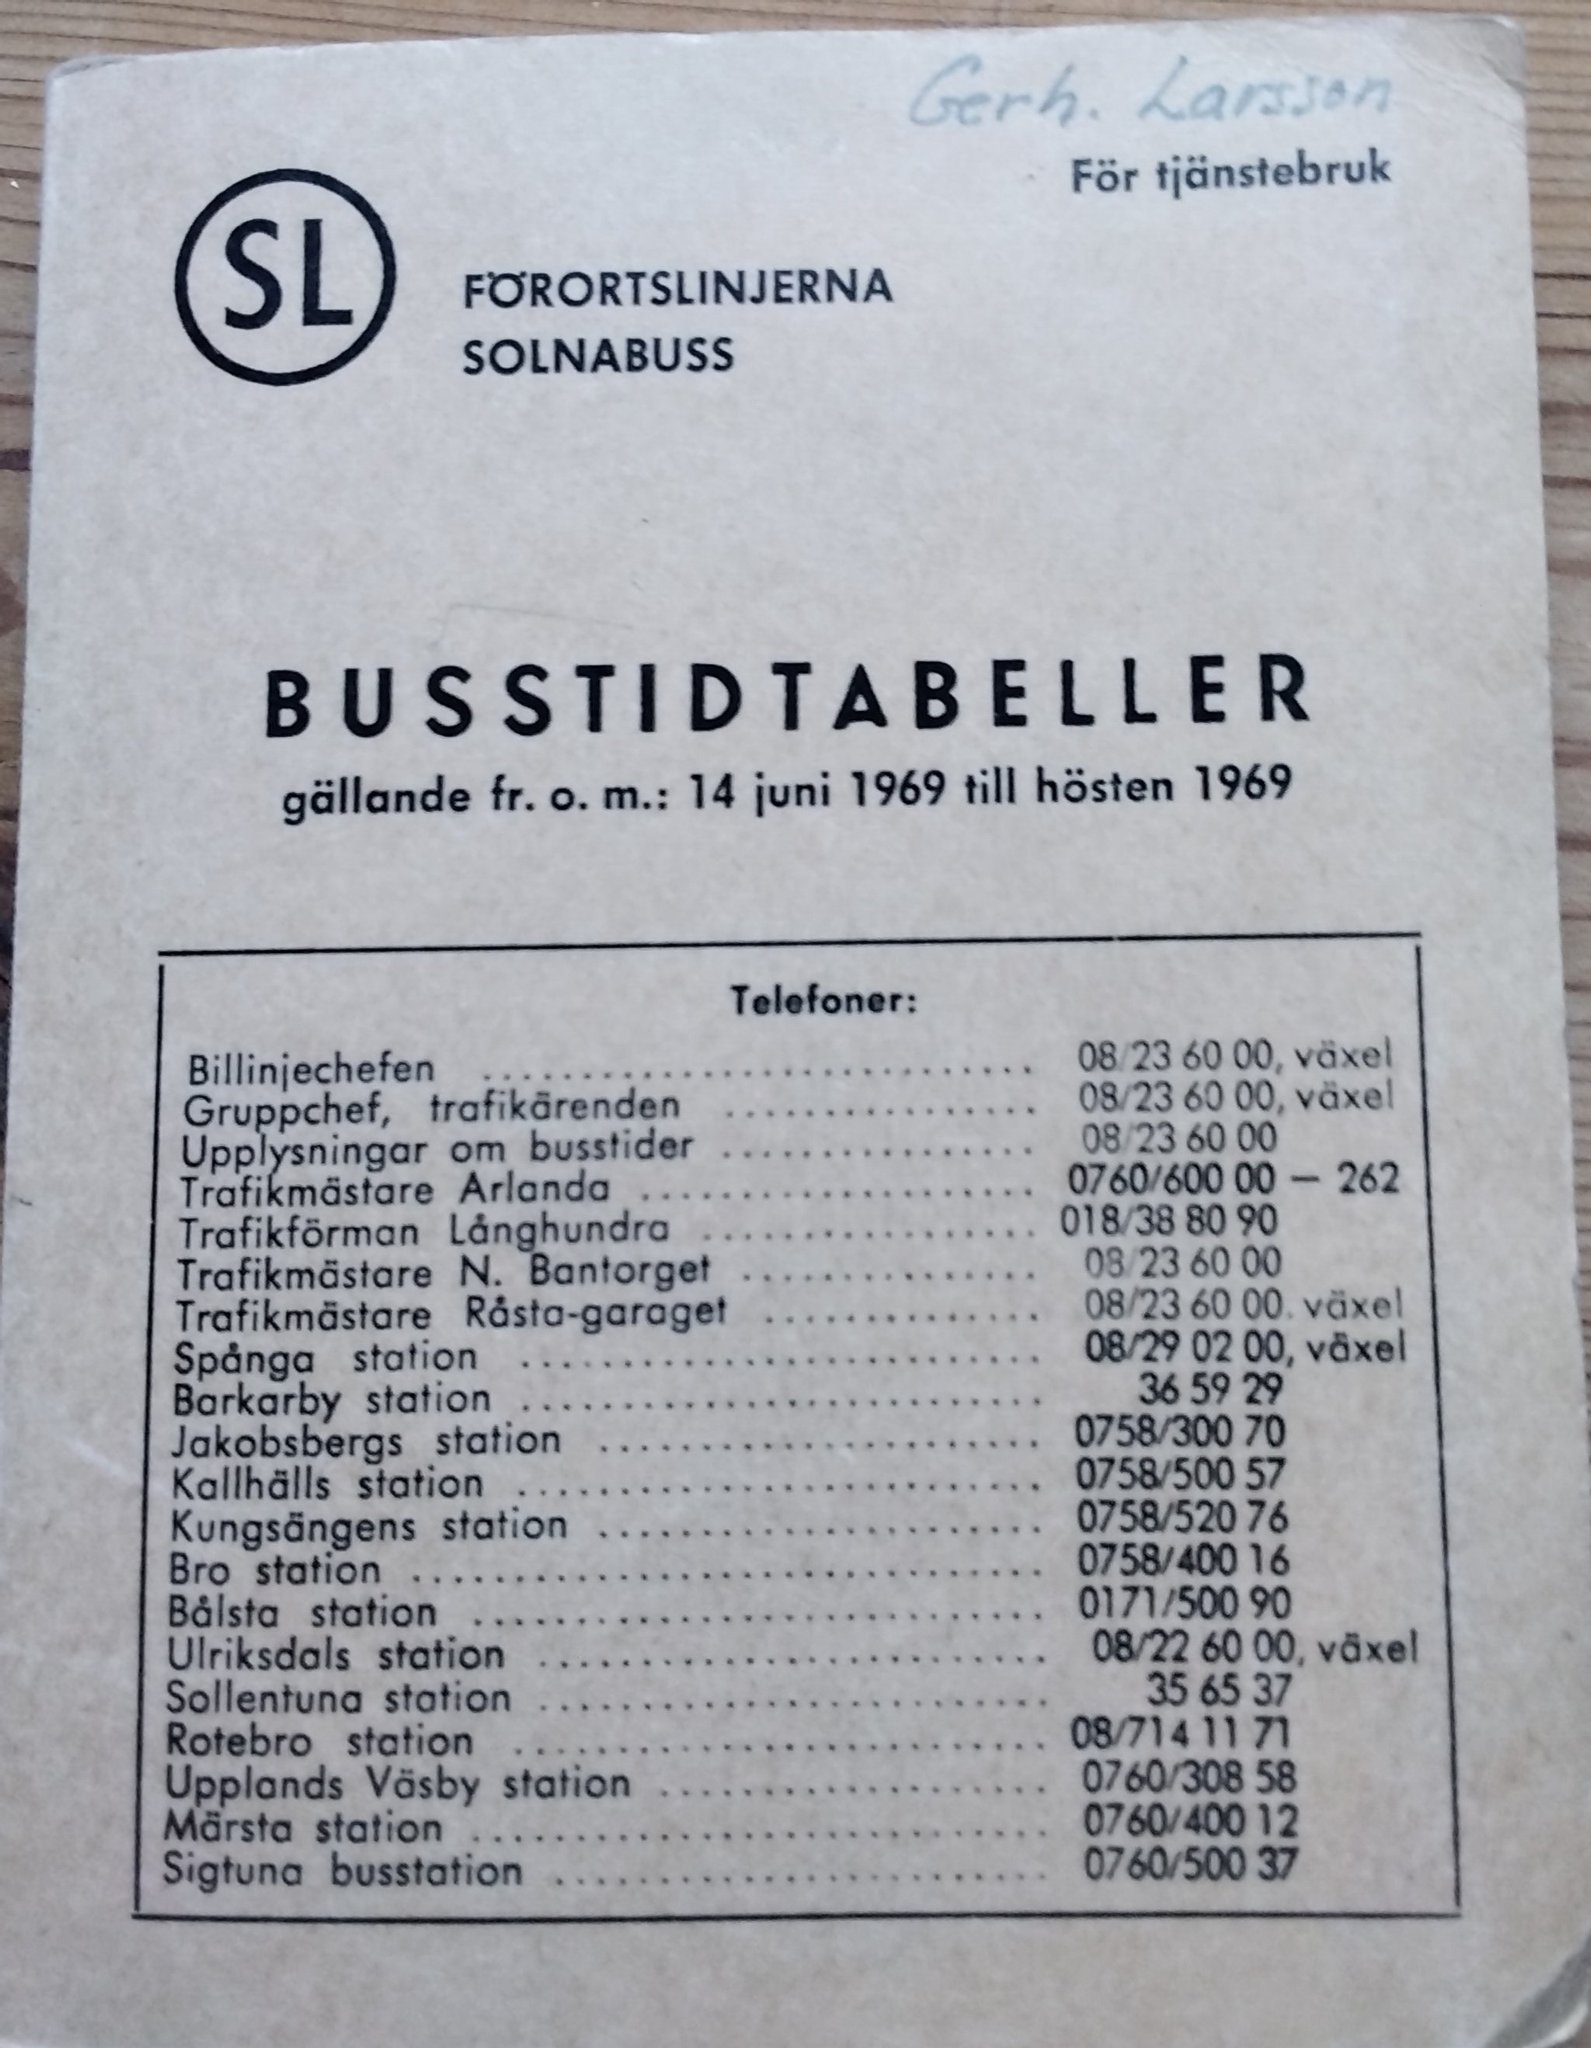 Gerh. Larsson
För tjänstebruk
SL
FÖRORTSLINJERNA
SOLNABUSS
BUSSTIDTABELLER
gällande fr. o. m.: 14 juni 1969 till hösten 1969
Telefoner:
Billinjechefen .............................. 08/23 60 00, växel
Gruppchef, trafikärenden ................ 08/23 60 00, växel
Upplysningar om busstider ................ 08/23 60 00
Trafikmästare Arlanda .................... 0760/600 00 — 262
Trafikförman Långhundra ................. 018/38 80 90
Trafikmästare N. Bantorget ............... 08/23 60 00
Trafikmästare Råsta-garaget .............. 08/23 60 00. växel
Spånga station ........................... 08/29 02 00, växel
Barkarby station .......................... 36 59 29
Jakobsbergs station ...................... 0758/300 70
Kallhälls station .......................... 0758/500 57
Kungsängens station ...................... 0758/520 76
Bro station ................................ 0758/400 16
Bålsta station ............................. 0171/500 90
Ulriksdals station ......................... 08/22 60 00, växel
Sollentuna station ......................... 35 65 37
Rotebro station ........................... 08/714 11 71
Upplands Väsby station ................... 0760/308 58
Märsta station ............................. 0760/400 12
Sigtuna busstation ......................... 0760/500 37